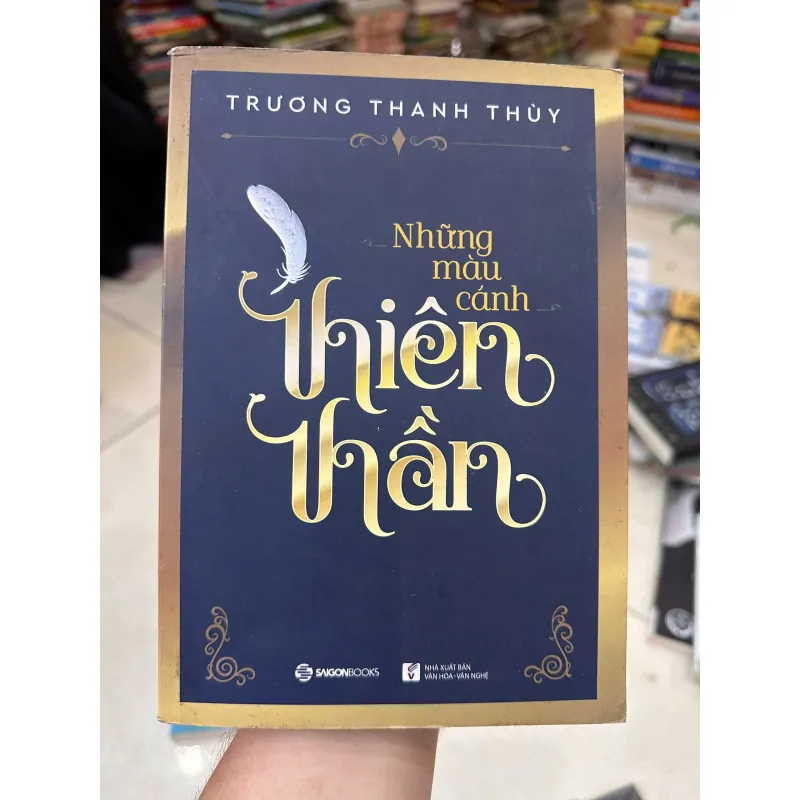 TRƯƠNG THANH THÙY
Những
màu
cánh
Thiên
Thần
SAIGONBOOKS
NHÀ XUẤT BẢN
VĂN HÓA - VĂN NGHỆ